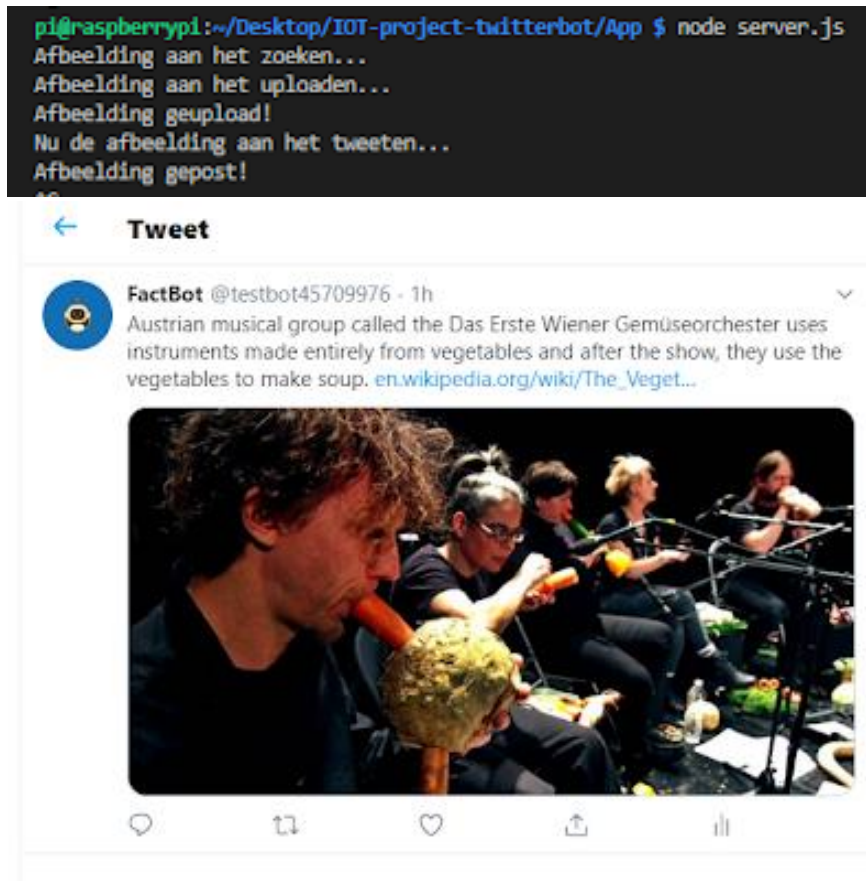 pi@raspberrypi:~/Desktop/IOT-project-twitterbot/App $ node server.js
Afbeelding aan het zoeken...
Afbeelding aan het uploaden...
Afbeelding geupload!
Nu de afbeelding aan het tweeten...
Afbeelding gepost!
Tweet
FactBot @testbot45709976 · 1h
Austrian musical group called the Das Erste Wiener Gemüseorchester uses
instruments made entirely from vegetables and after the show, they use the
vegetables to make soup. en.wikipedia.org/wiki/The_Veget...